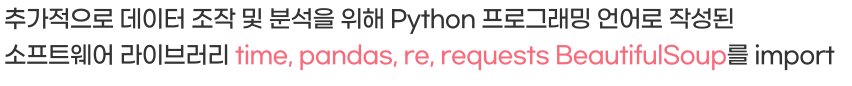 추가적으로 데이터 조작 및 분석을 위해 Python 프로그래밍 언어로 작성된
소프트웨어 라이브러리 time, pandas, re, requests BeautifulSoup를 import